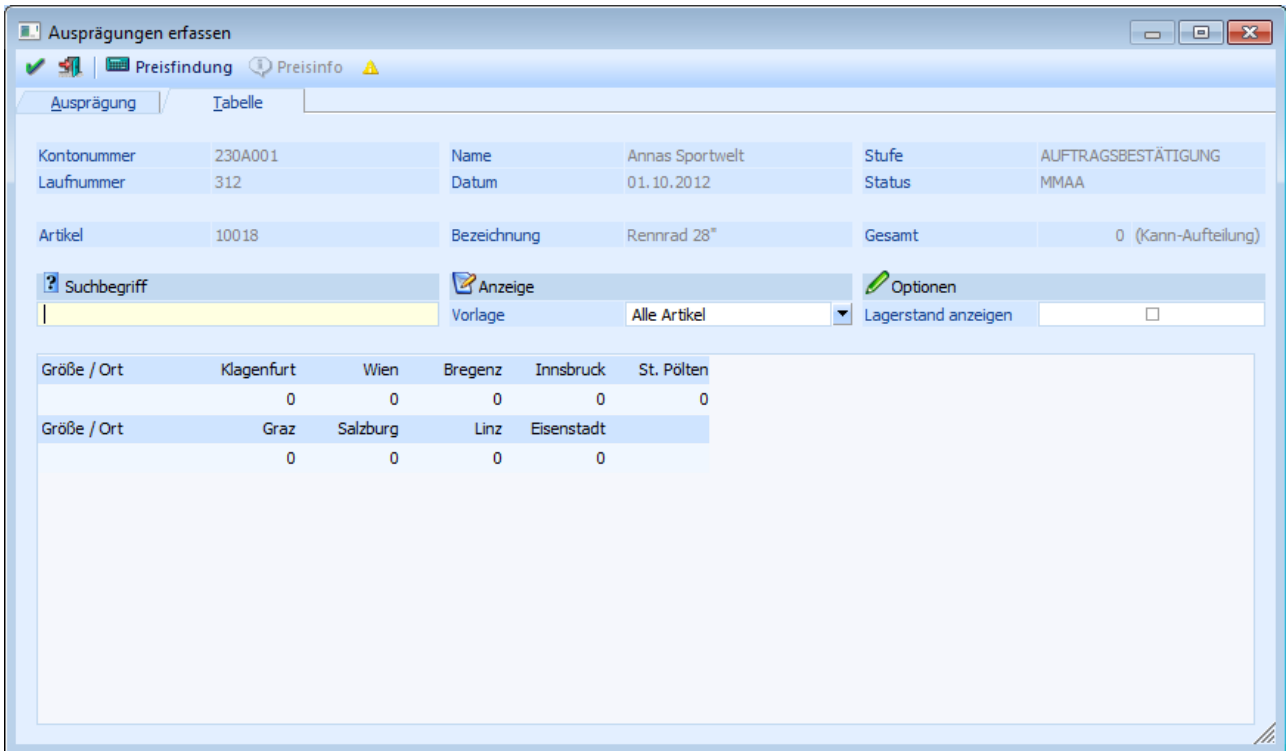 Ausprägungen erfassen
Preisfindung Preisinfo
Ausprägung Tabelle
Kontonummer 230A001 Name Annas Sportwelt Stufe AUFTRAGSBESTÄTIGUNG
Laufnummer 312 Datum 01.10.2012 Status MMAA
Artikel 10018 Bezeichnung Rennrad 28" Gesamt 0 (Kann-Aufteilung)
? Suchbegriff Anzeige Optionen
Vorlage Alle Artikel Lagerstand anzeigen
Größe / Ort Klagenfurt Wien Bregenz Innsbruck St. Pölten
0 0 0 0 0
Größe / Ort Graz Salzburg Linz Eisenstadt
0 0 0 0